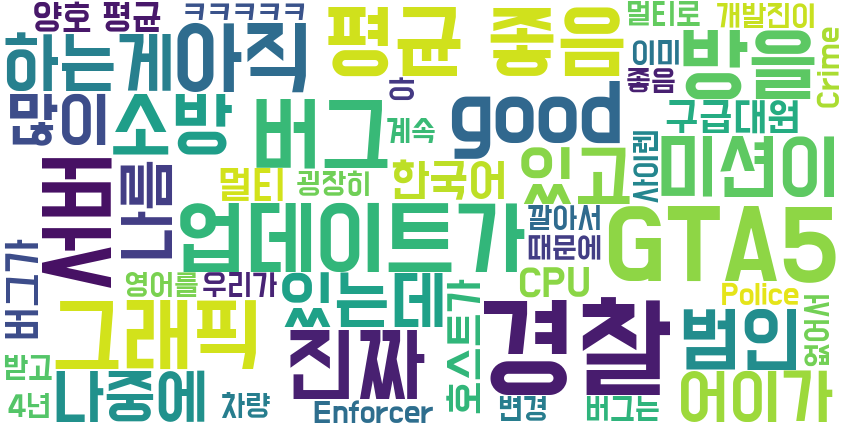 양호 평균
ㅋㅋㅋㅋㅋ
평균 좋음
멀티로
개발진이
하는게
아직
이미
좋음
방을
Crime
많이
소방
버그
ㅎ
계속
good
구급대원
서버
나름
멀티
굉장히
한국어
있고
사이렌
미션이
업데이트가
깔아서
때문에
GTA5
버그가
영어를
우리가
있는데
호스트가
CPU
Police
그래픽
진짜
경찰
범인
없어서
받고
4년
나중에
차량
Enforcer
변경
버그는
어이가